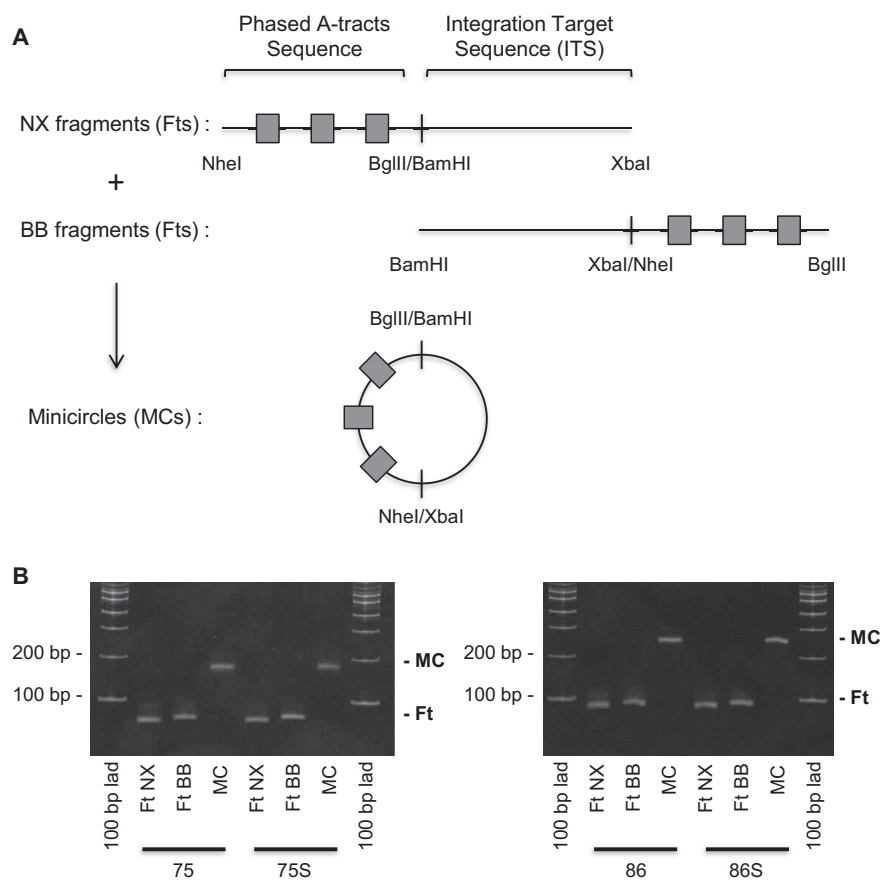 A
Phased A-tracts
Sequence
Integration Target
Sequence (ITS)
NX fragments (Fts) :
NheI
BglII/BamHI
XbaI
+
BB fragments (Fts) :
BamHI
XbaI/NheI
BglII
BglII/BamHI
Minicircles (MCs) :
NheI/XbaI
B
200 bp -
100 bp -
- MC
- Ft
100 bp lad
Ft NX
Ft BB
MC
Ft NX
Ft BB
MC
100 bp lad
75
75S
200 bp -
100 bp -
- MC
- Ft
100 bp lad
Ft NX
Ft BB
MC
Ft NX
Ft BB
MC
100 bp lad
86
86S